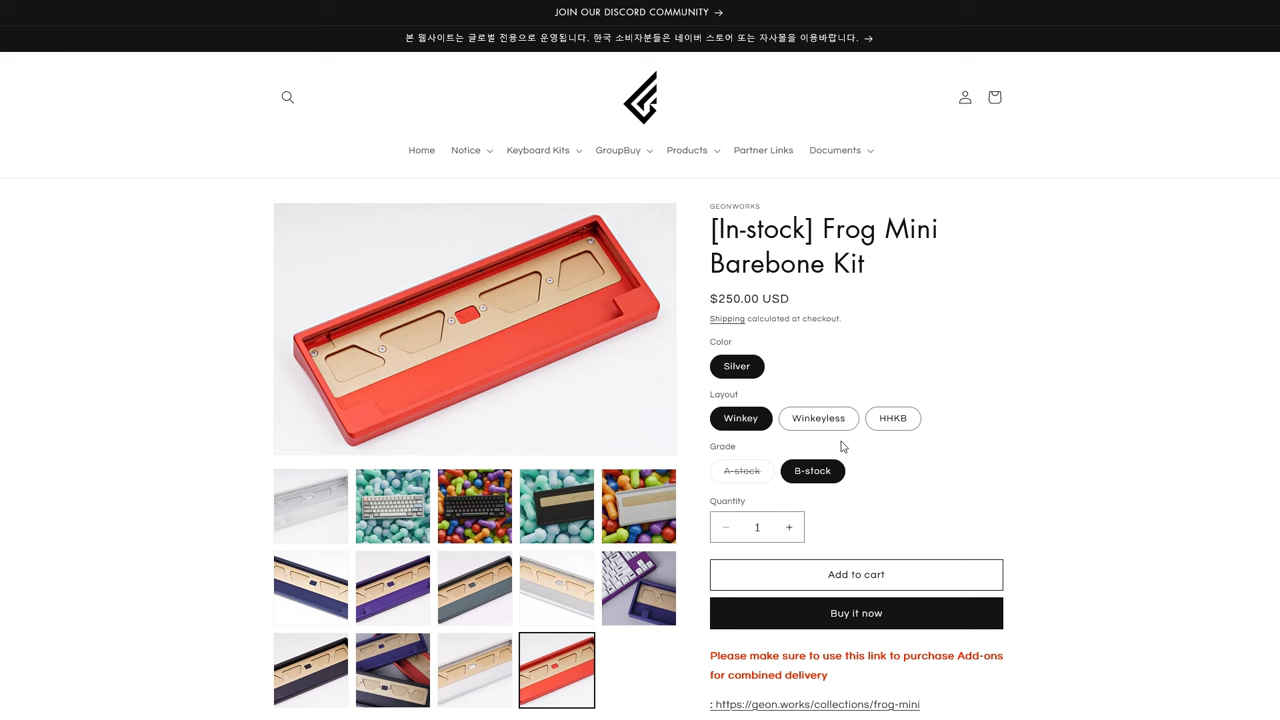 JOIN OUR DISCORD COMMUNITY →
본 웹사이트는 글로벌 전용으로 운영됩니다. 한국 소비자분들은 네이버 스토어 또는 자사몰을 이용바랍니다. →
Home Notice Keyboard Kits GroupBuy Products Partner Links Documents
GEONWORKS
[In-stock] Frog Mini
Barebone Kit
$250.00 USD
Shipping calculated at checkout.
Color
Silver
Layout
Winkey Winkeyless HHKB
Grade
A-stock B-stock
Quantity
− 1 +
Add to cart
Buy it now
Please make sure to use this link to purchase Add-ons
for combined delivery
: https://geon.works/collections/frog-mini